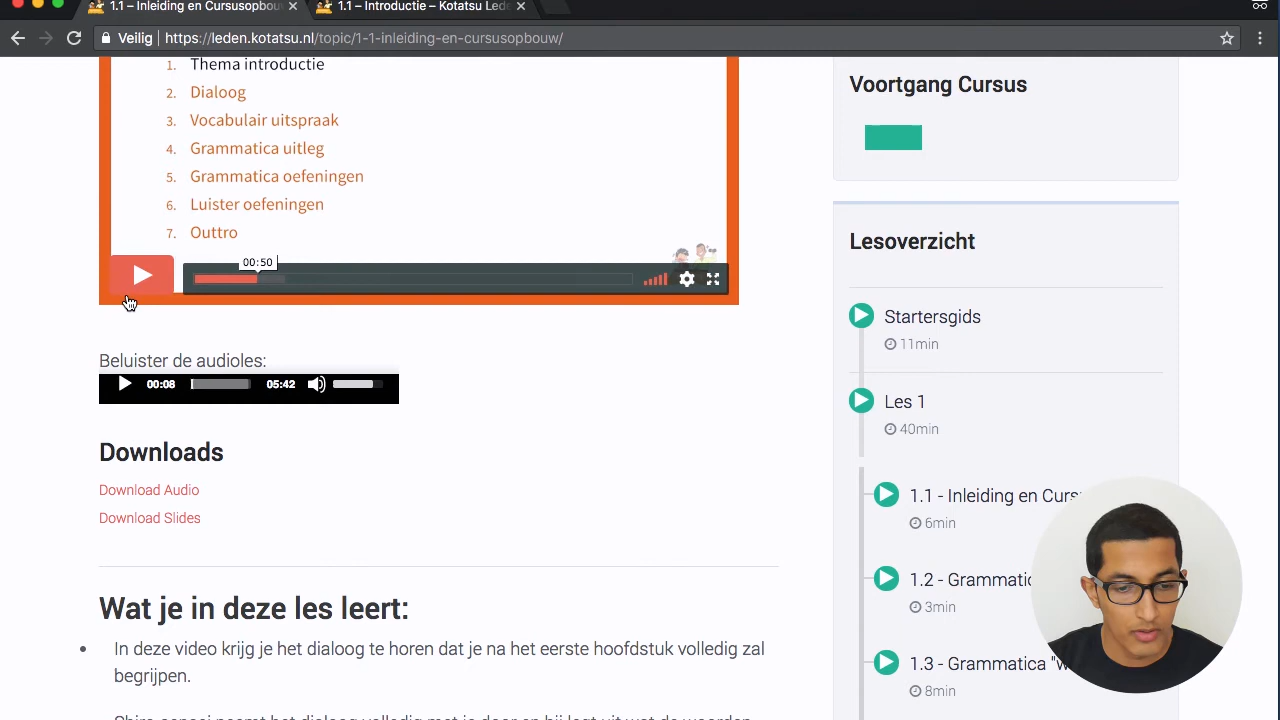 1.1 – Inleiding en Cursusopbou
1.1 – Introductie – Kotatsu Led
Veilig https://leden.kotatsu.nl/topic/1-1-inleiding-en-cursusopbouw/
1. Thema introductie
2. Dialoog
3. Vocabulair uitspraak
4. Grammatica uitleg
5. Grammatica oefeningen
6. Luister oefeningen
7. Outtro
00:50
Beluister de audioles:
00:08 05:42
Downloads
Download Audio
Download Slides
Wat je in deze les leert:
• In deze video krijg je het dialoog te horen dat je na het eerste hoofdstuk volledig zal
begrijpen.
Voortgang Cursus
Lesoverzicht
Startersgids
11min
Les 1
40min
1.1 - Inleiding en Curs
6min
1.2 - Grammatic
3min
1.3 - Grammatica "w
8min